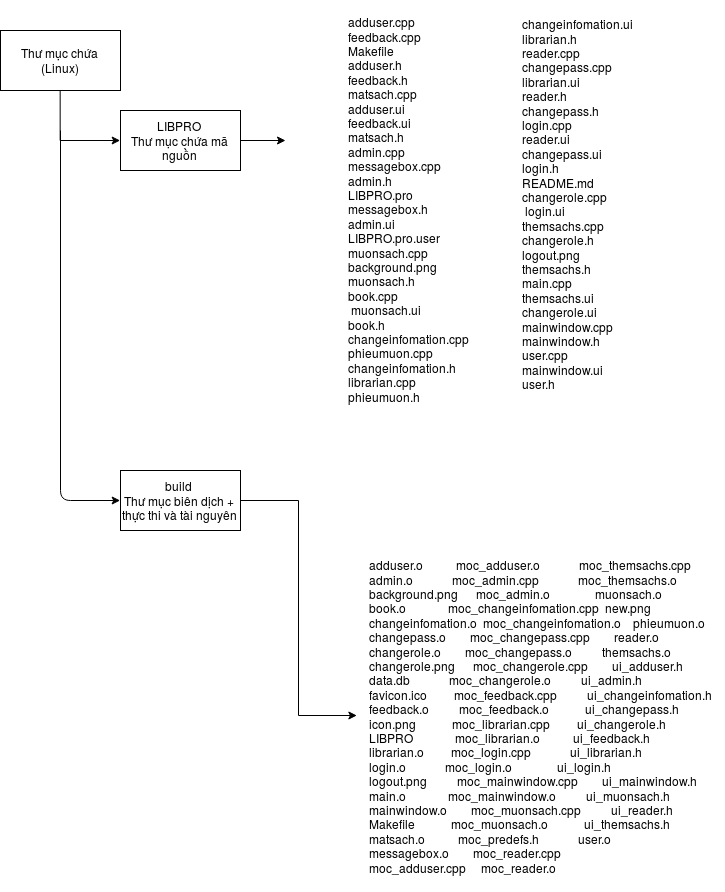 Thư mục chứa
(Linux)
LIBPRO
Thư mục chứa mã
nguồn
adduser.cpp
feedback.cpp
Makefile
adduser.h
feedback.h
matsach.cpp
adduser.ui
feedback.ui
matsach.h
admin.cpp
messagebox.cpp
admin.h
LIBPRO.pro
messagebox.h
admin.ui
LIBPRO.pro.user
muonsach.cpp
background.png
muonsach.h
book.cpp
muonsach.ui
book.h
changeinfomation.cpp
phieumuon.cpp
changeinfomation.h
librarian.cpp
phieumuon.h
changeinfomation.ui
librarian.h
reader.cpp
changepass.cpp
librarian.ui
reader.h
changepass.h
login.cpp
reader.ui
changepass.ui
login.h
README.md
changerole.cpp
login.ui
themsachs.cpp
changerole.h
logout.png
themsachs.h
main.cpp
themsachs.ui
changerole.ui
mainwindow.cpp
mainwindow.h
user.cpp
mainwindow.ui
user.h
build
Thư mục biên dịch +
thực thi và tài nguyên
adduser.o moc_adduser.o moc_themsachs.cpp
admin.o moc_admin.cpp moc_themsachs.o
background.png moc_admin.o muonsach.o
book.o moc_changeinfomation.cpp new.png
changeinfomation.o moc_changeinfomation.o phieumuon.o
changepass.o moc_changepass.cpp reader.o
changerole.o moc_changepass.o themsachs.o
changerole.png moc_changerole.cpp ui_adduser.h
data.db moc_changerole.o ui_admin.h
favicon.ico moc_feedback.cpp ui_changeinfomation.h
feedback.o moc_feedback.o ui_changepass.h
icon.png moc_librarian.cpp ui_changerole.h
LIBPRO moc_librarian.o ui_feedback.h
librarian.o moc_login.cpp ui_librarian.h
login.o moc_login.o ui_login.h
logout.png moc_mainwindow.cpp ui_mainwindow.h
main.o moc_mainwindow.o ui_muonsach.h
mainwindow.o moc_muonsach.cpp ui_reader.h
Makefile moc_muonsach.o ui_themsachs.h
matsach.o moc_predefs.h user.o
messagebox.o moc_reader.cpp
moc_adduser.cpp moc_reader.o